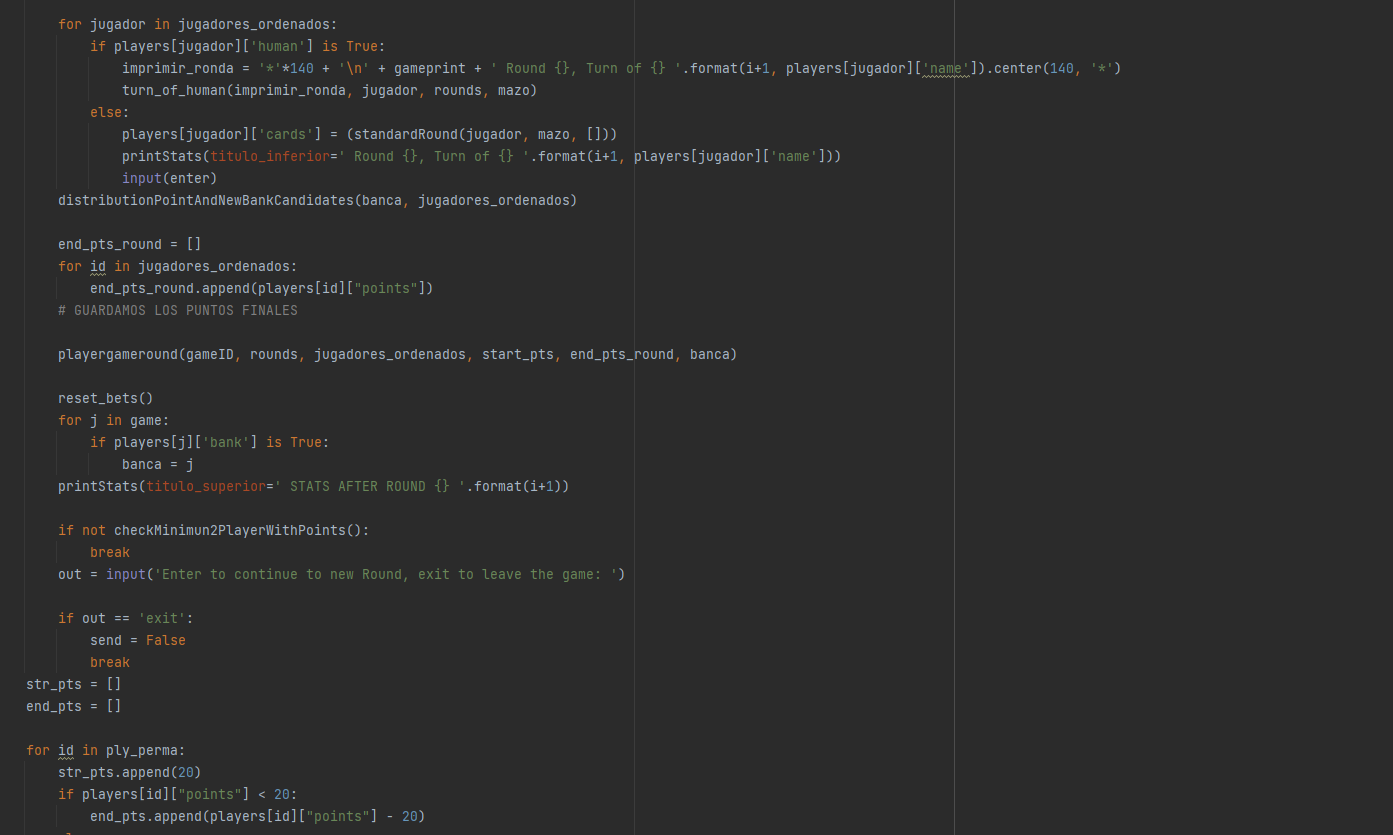 for jugador in jugadores_ordenados:
if players[jugador]['human'] is True:
imprimir_ronda = '*'*140 + '\n' + gameprint + ' Round {}, Turn of {} '.format(i+1, players[jugador]['name']).center(140, '*')
turn_of_human(imprimir_ronda, jugador, rounds, mazo)
else:
players[jugador]['cards'] = (standardRound(jugador, mazo, []))
printStats(titulo_inferior=' Round {}, Turn of {} '.format(i+1, players[jugador]['name']))
input(enter)
distributionPointAndNewBankCandidates(banca, jugadores_ordenados)
end_pts_round = []
for id in jugadores_ordenados:
end_pts_round.append(players[id]["points"])
# GUARDAMOS LOS PUNTOS FINALES
playergameround(gameID, rounds, jugadores_ordenados, start_pts, end_pts_round, banca)
reset_bets()
for j in game:
if players[j]['bank'] is True:
banca = j
printStats(titulo_superior=' STATS AFTER ROUND {} '.format(i+1))
if not checkMinimun2PlayerWithPoints():
break
out = input('Enter to continue to new Round, exit to leave the game: ')
if out == 'exit':
send = False
break
str_pts = []
end_pts = []
for id in ply_perma:
str_pts.append(20)
if players[id]["points"] < 20:
end_pts.append(players[id]["points"] - 20)